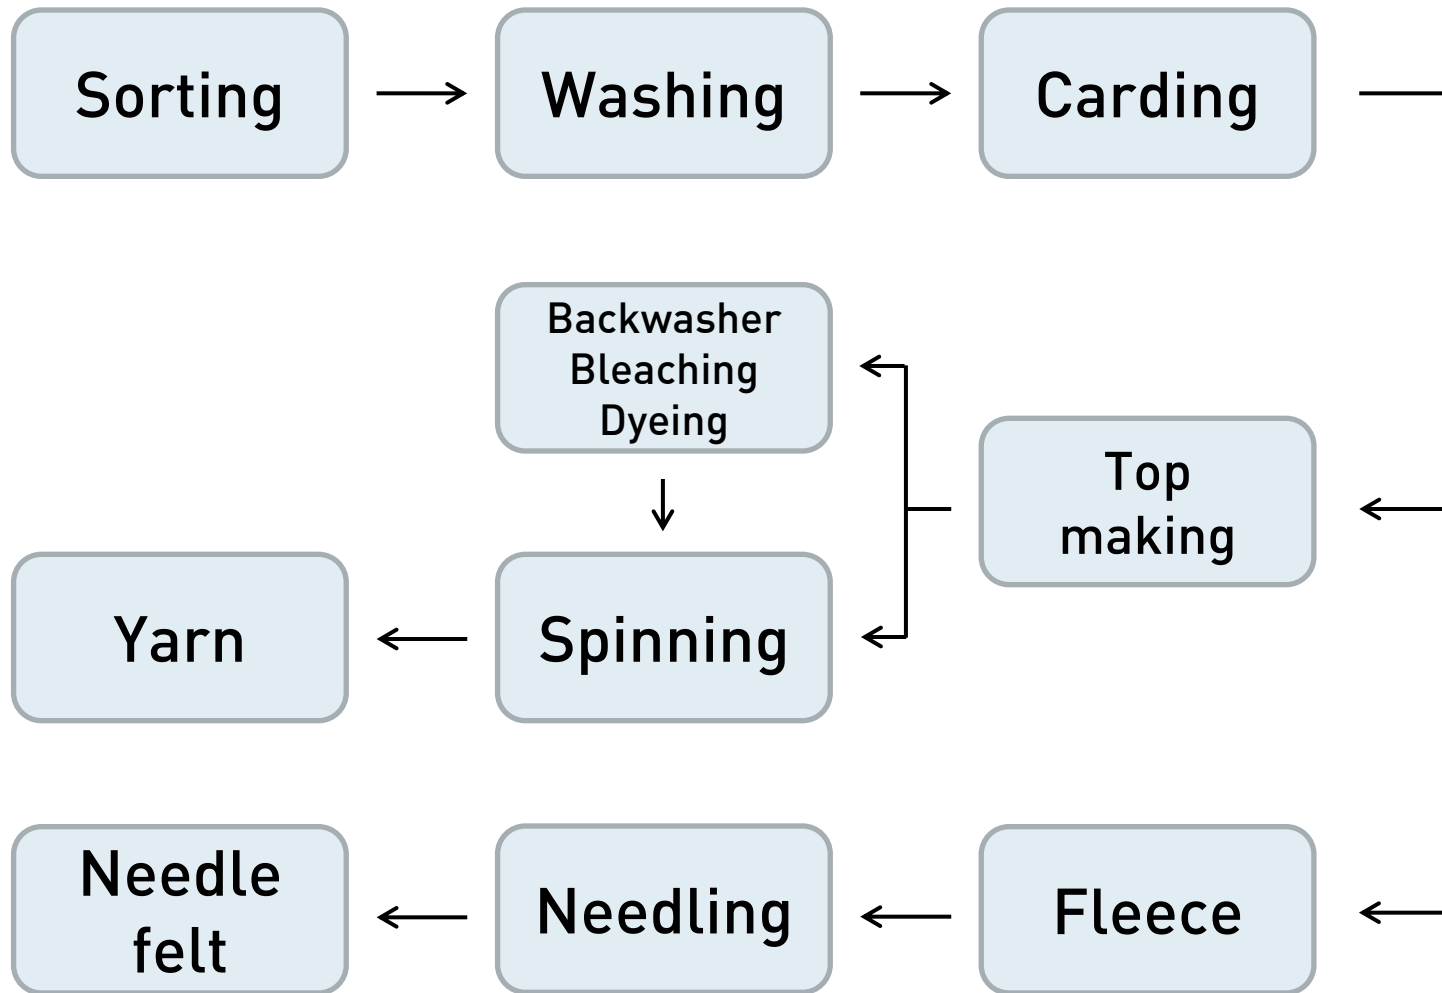 Sorting
Washing
Carding
Backwasher
Bleaching
Dyeing
Top
making
Yarn
Spinning
Needle
felt
Needling
Fleece